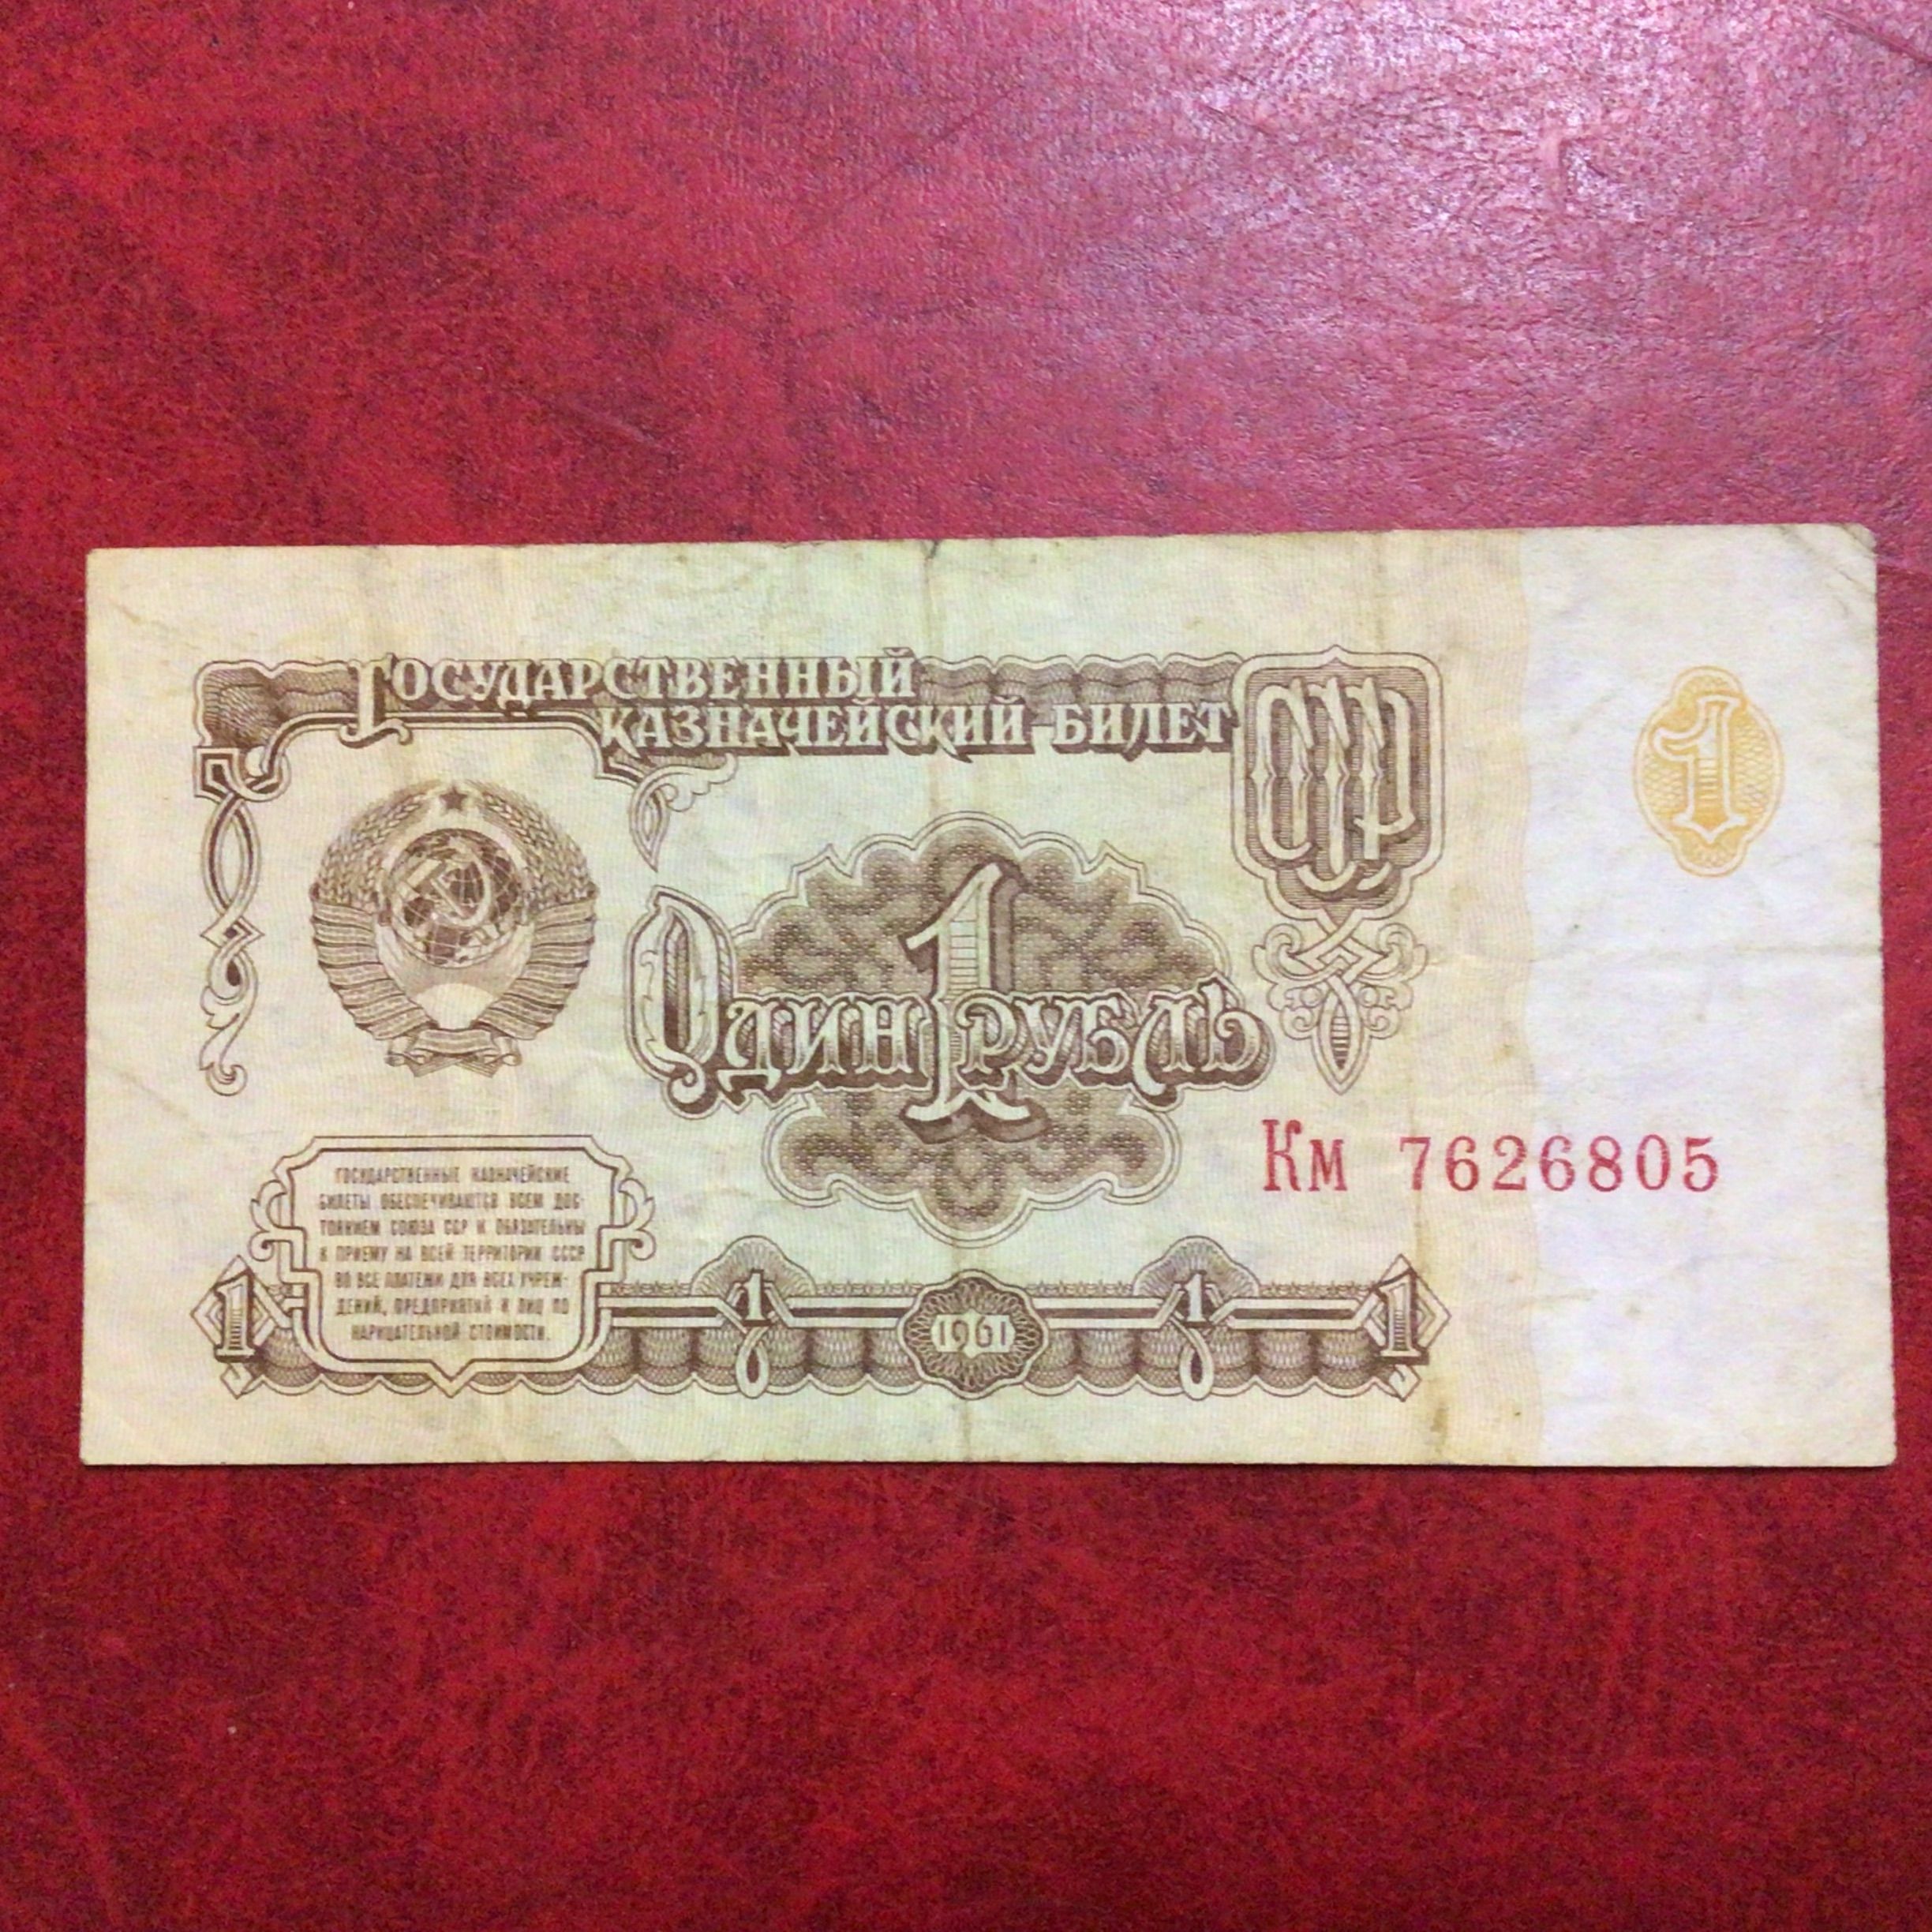 ГОСУДАРСТВЕННЫЙ
КАЗНАЧЕЙСКИЙ БИЛЕТ
СССР
1
1
ОДИН РУБЛЬ
Км 7626805
ГОСУДАРСТВЕННЫЕ КАЗНАЧЕЙСКИЕ
БИЛЕТЫ ОБЕСПЕЧИВАЮТСЯ ВСЕМ ДОС-
ТОЯНИЕМ СОЮЗА ССР И ОБЯЗАТЕЛЬНЫ
К ПРИЕМУ НА ВСЕЙ ТЕРРИТОРИИ СССР
ВО ВСЕ ПЛАТЕЖИ ДЛЯ ВСЕХ УЧРЕЖ-
ДЕНИЙ, ПРЕДПРИЯТИЙ И ЛИЦ ПО
НАРИЦАТЕЛЬНОЙ СТОИМОСТИ.
1 1 1961 1 1